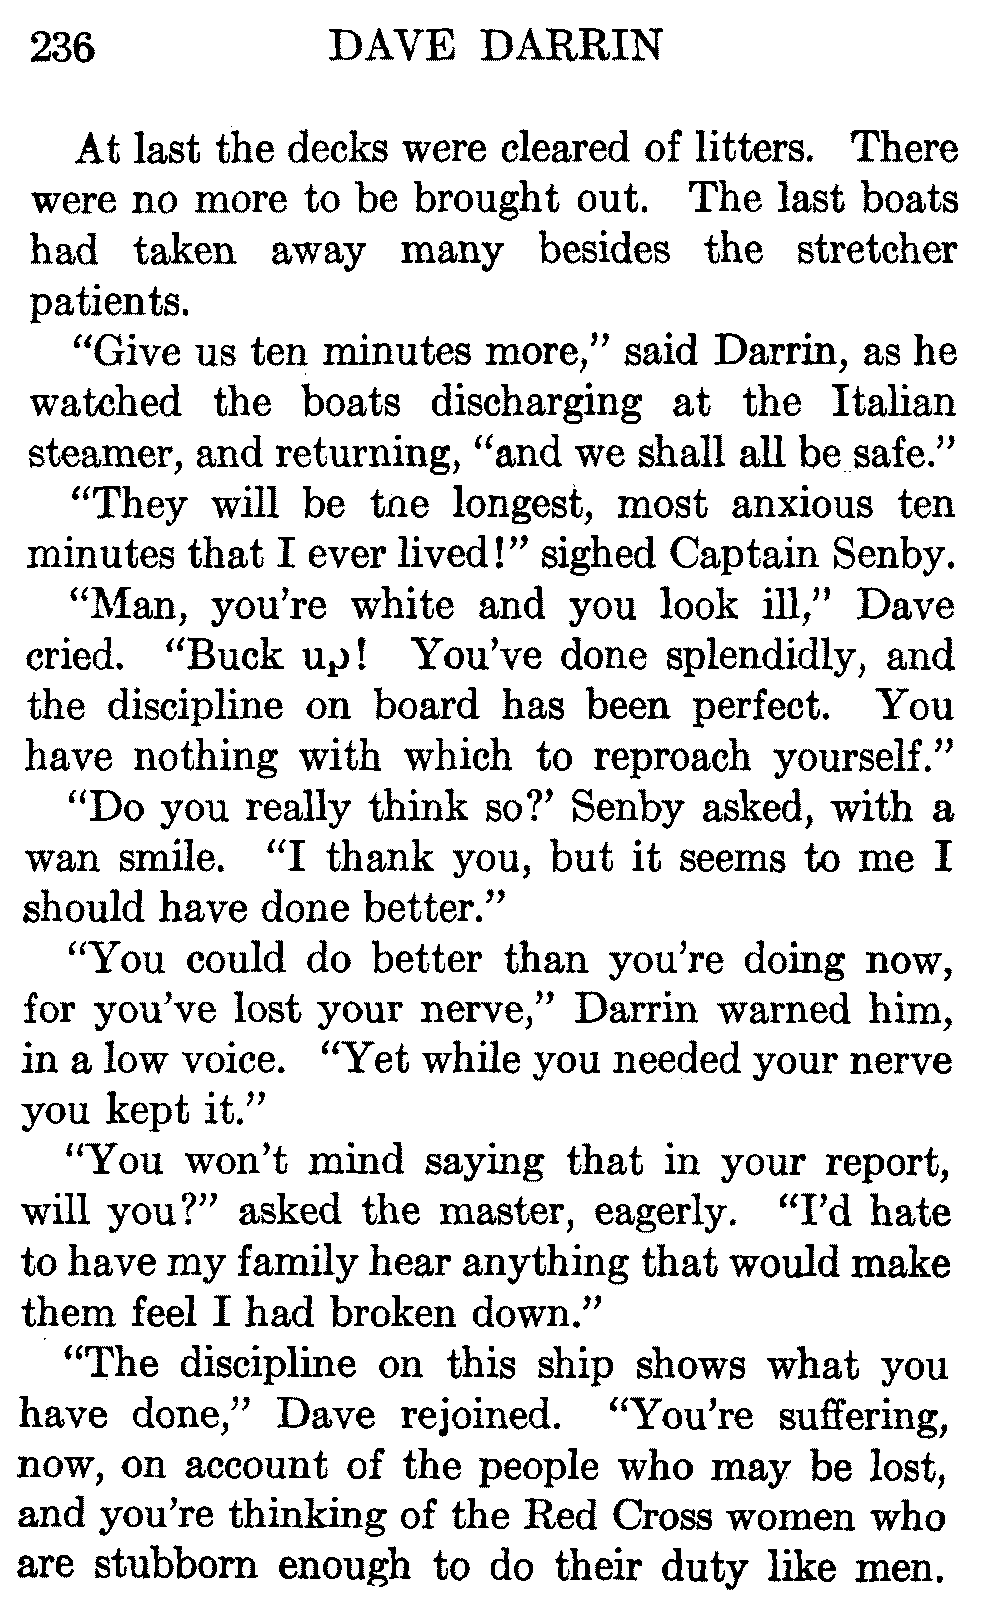 236 DAVE DARRIN
At last the decks were cleared of litters. There
were no more to be brought out. The last boats
had taken away many besides the stretcher
patients.
“Give us ten minutes more,” said Darrin, as he
watched the boats discharging at the Italian
steamer, and returning, “and we shall all be safe.”
“They will be tne longest, most anxious ten
minutes that I ever lived!” sighed Captain Senby.
“Man, you're white and you look ill,” Dave
cried. “Buck up! You've done splendidly, and
the discipline on board has been perfect. You
have nothing with which to reproach yourself.”
“Do you really think so?’ Senby asked, with a
wan smile. “I thank you, but it seems to me I
should have done better.”
“You could do better than you're doing now,
for you've lost your nerve,” Darrin warned him,
in a low voice. “Yet while you needed your nerve
you kept it.”
“You won't mind saying that in your report,
will you?” asked the master, eagerly. “I'd hate
to have my family hear anything that would make
them feel I had broken down.”
“The discipline on this ship shows what you
have done,” Dave rejoined. “You're suffering,
now, on account of the people who may be lost,
and you're thinking of the Red Cross women who
are stubborn enough to do their duty like men.